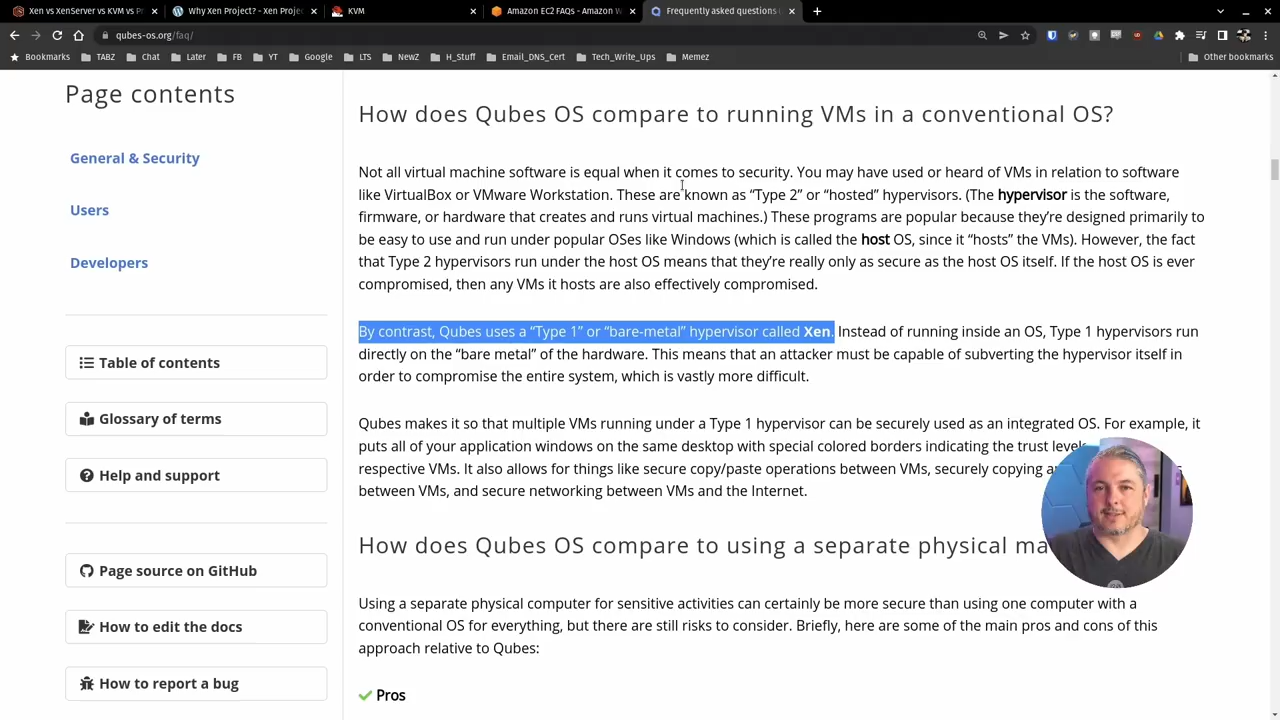 Xen vs XenServer vs KVM vs Pr
Why Xen Project? - Xen Projec
KVM
Amazon EC2 FAQs - Amazon W
Frequently asked questions
qubes-os.org/faq/
Bookmarks
TABZ
Chat
Later
FB
YT
Google
LTS
NewZ
H_Stuff
Email_DNS_Cert
Tech_Write_Ups
Memez
Other bookmarks
Page contents
General & Security
Users
Developers
Table of contents
Glossary of terms
Help and support
Page source on GitHub
How to edit the docs
How to report a bug
How does Qubes OS compare to running VMs in a conventional OS?
Not all virtual machine software is equal when it comes to security. You may have used or heard of VMs in relation to software
like VirtualBox or VMware Workstation. These are known as “Type 2” or “hosted” hypervisors. (The hypervisor is the software,
firmware, or hardware that creates and runs virtual machines.) These programs are popular because they’re designed primarily to
be easy to use and run under popular OSes like Windows (which is called the host OS, since it “hosts” the VMs). However, the fact
that Type 2 hypervisors run under the host OS means that they’re really only as secure as the host OS itself. If the host OS is ever
compromised, then any VMs it hosts are also effectively compromised.
By contrast, Qubes uses a “Type 1” or “bare-metal” hypervisor called Xen. Instead of running inside an OS, Type 1 hypervisors run
directly on the “bare metal” of the hardware. This means that an attacker must be capable of subverting the hypervisor itself in
order to compromise the entire system, which is vastly more difficult.
Qubes makes it so that multiple VMs running under a Type 1 hypervisor can be securely used as an integrated OS. For example, it
puts all of your application windows on the same desktop with special colored borders indicating the trust levels
respective VMs. It also allows for things like secure copy/paste operations between VMs, securely copying
between VMs, and secure networking between VMs and the Internet.
How does Qubes OS compare to using a separate physical
Using a separate physical computer for sensitive activities can certainly be more secure than using one computer with a
conventional OS for everything, but there are still risks to consider. Briefly, here are some of the main pros and cons of this
approach relative to Qubes:
Pros